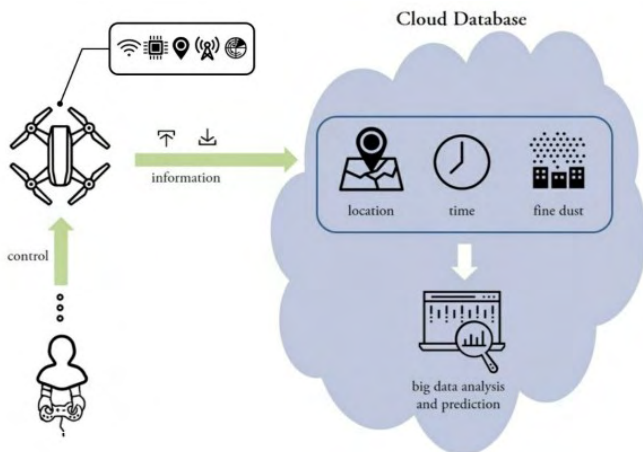 Cloud Database
information
location
time
fine dust
control
big data analysis
and prediction